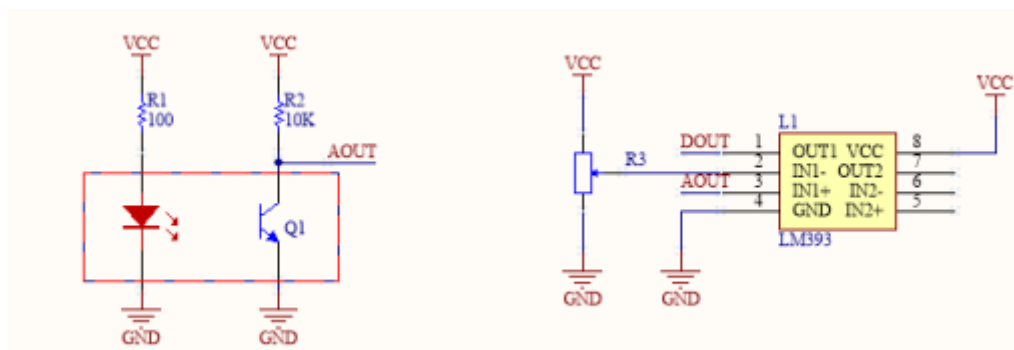 VCC
VCC
R1
100
R2
10K
AOUT
Q1
GND
GND
VCC
VCC
R3
L1
DOUT
AOUT
1
2
3
4
OUT1 VCC
IN1- OUT2
IN1+ IN2-
GND IN2+
8
7
6
5
LM393
GND
GND